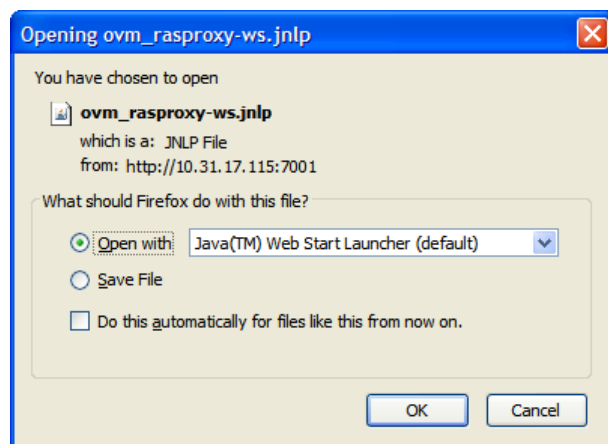 Opening ovm_rasproxy-ws.jnlp
You have chosen to open
ovm_rasproxy-ws.jnlp
which is a: JNLP File
from: http://10.31.17.115:7001
What should Firefox do with this file?
Open with Java(TM) Web Start Launcher (default)
Save File
Do this automatically for files like this from now on.
OK Cancel